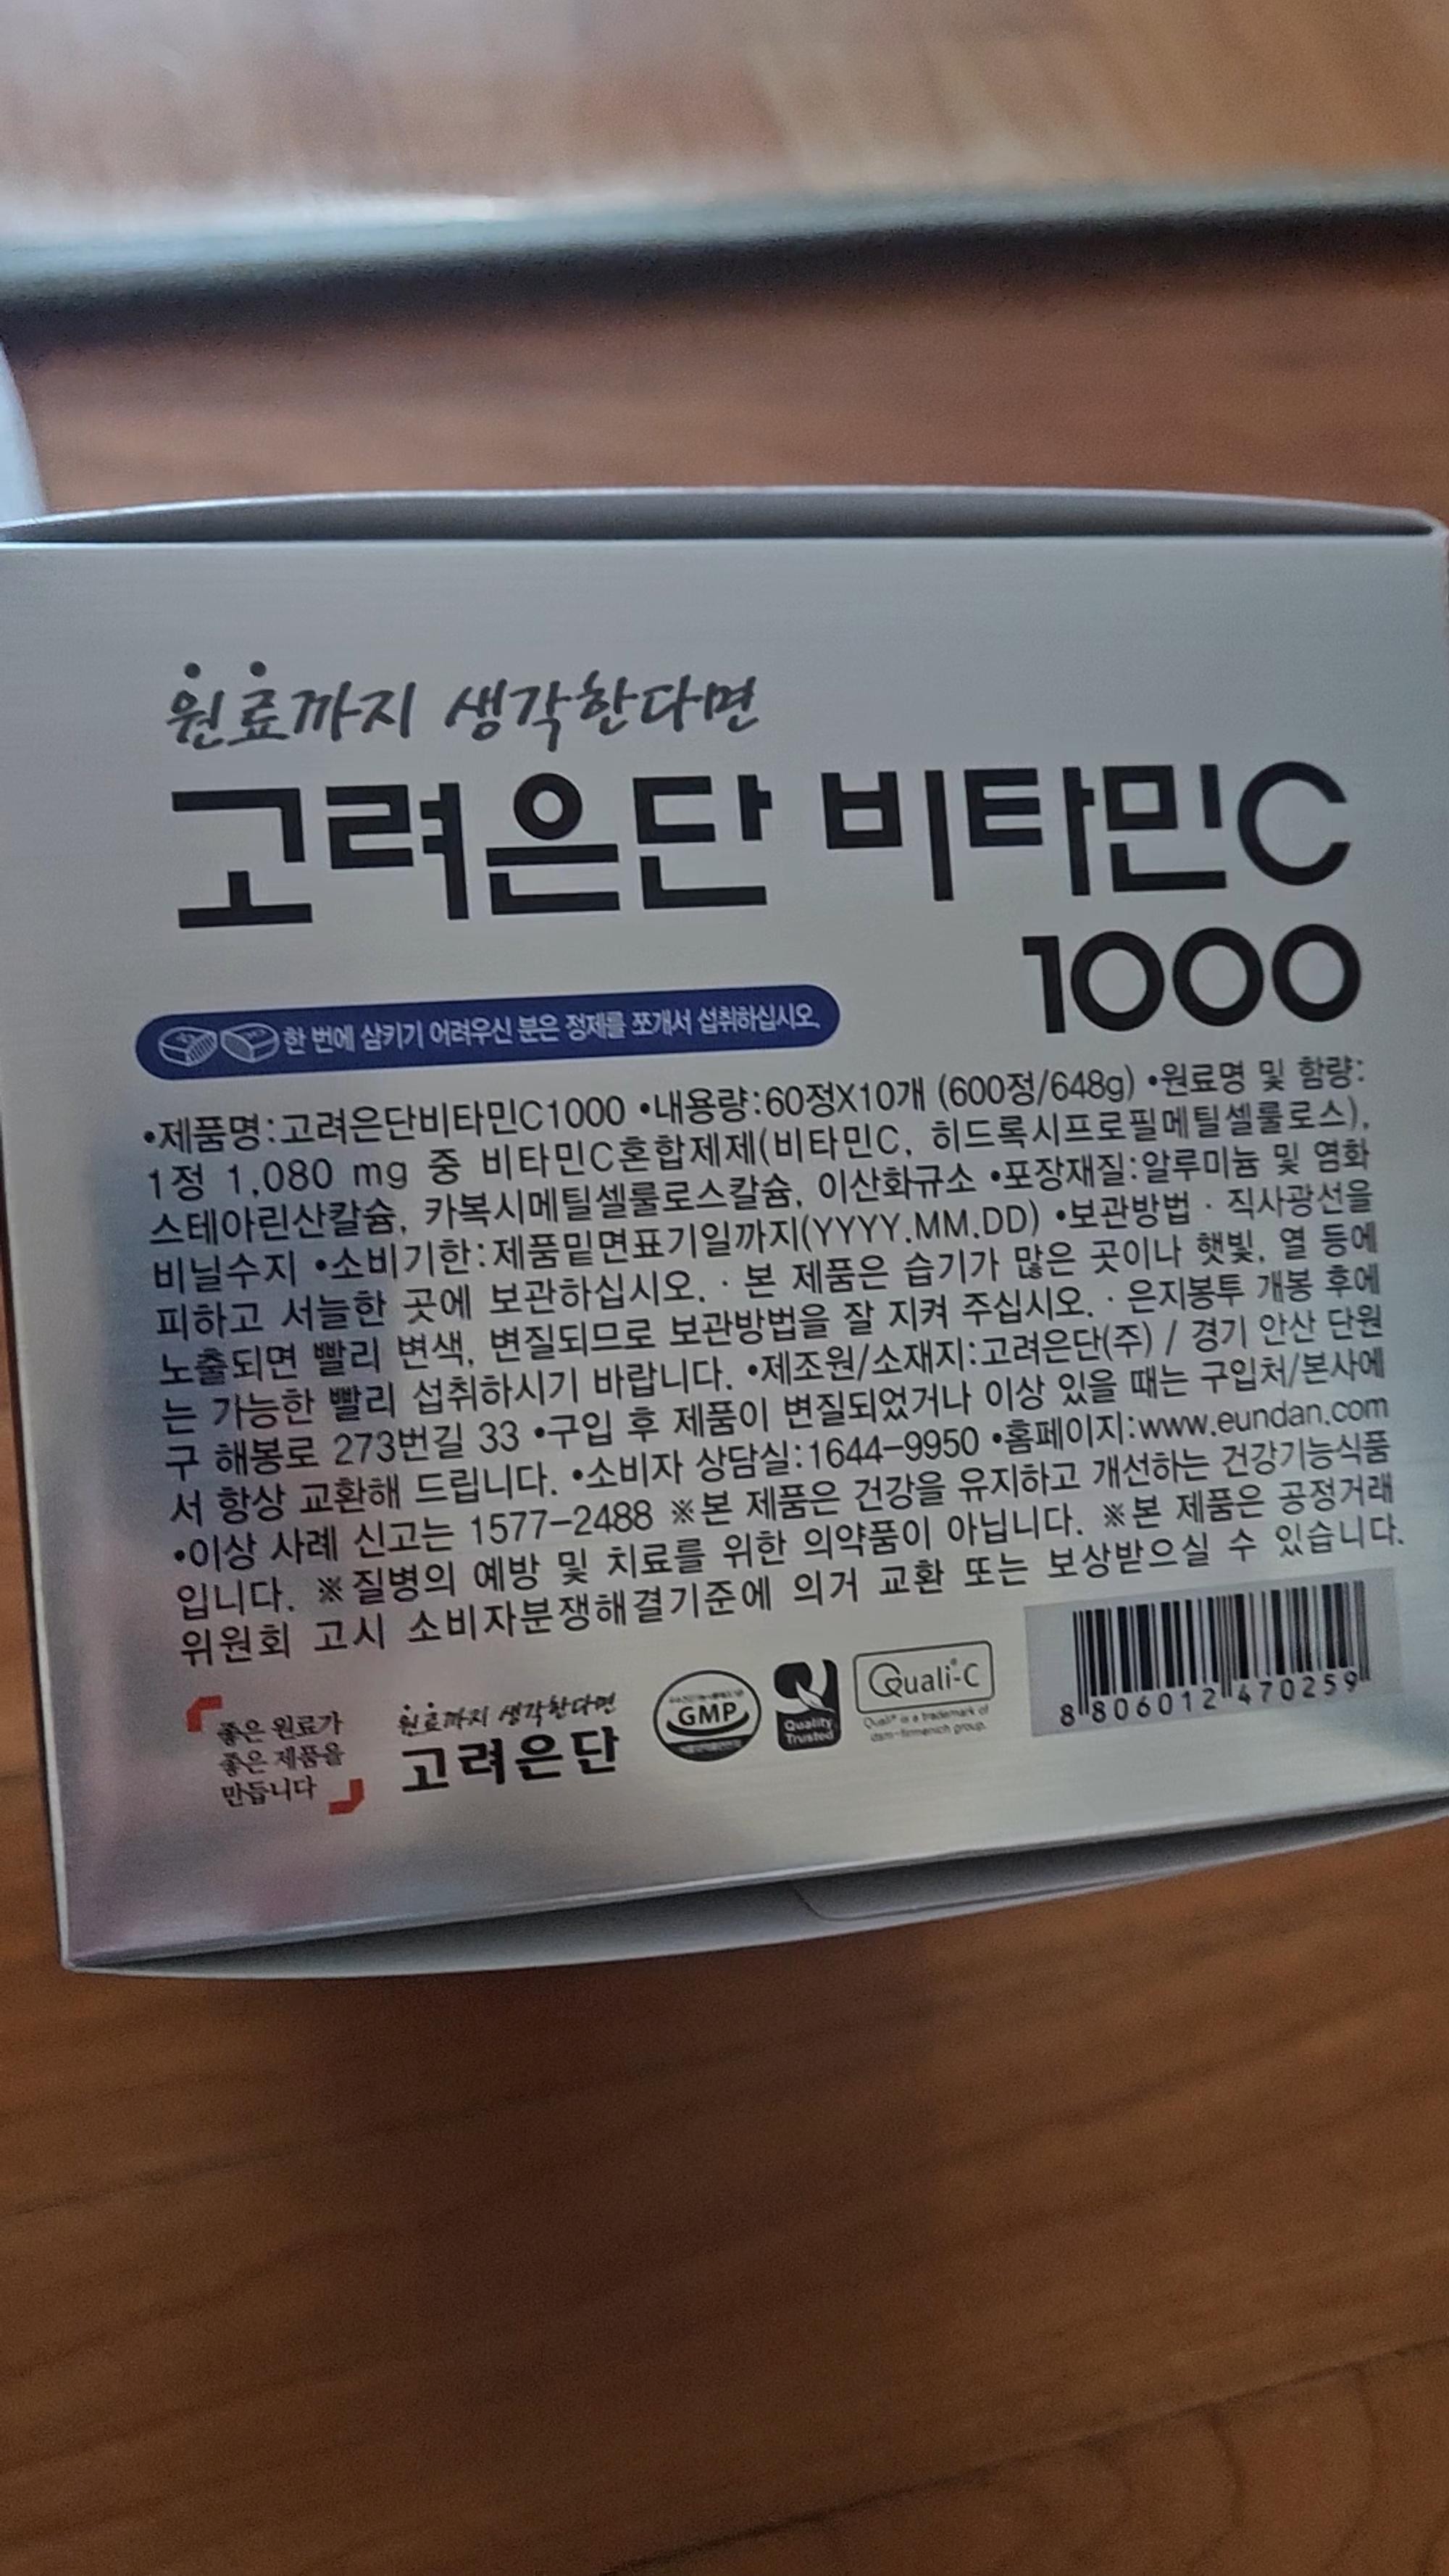 원료까지 생각한다면
고려은단 비타민C
1000
한 번에 삼키기 어려우신 분은 정제를 쪼개서 섭취하십시오.
•제품명:고려은단비타민C1000 •내용량:60정X10개 (600정/648g) •원료명 및 함량:
1정 1,080 mg 중 비타민C혼합제제(비타민C, 히드록시프로필메틸셀룰로스),
스테아린산칼슘, 카복시메틸셀룰로스칼슘, 이산화규소 •포장재질:알루미늄 및 염화
비닐수지 •소비기한:제품밑면표기일까지(YYYY.MM.DD) •보관방법 · 직사광선을
피하고 서늘한 곳에 보관하십시오. · 본 제품은 습기가 많은 곳이나 햇빛, 열 등에
노출되면 빨리 변색, 변질되므로 보관방법을 잘 지켜 주십시오. · 은지봉투 개봉 후에
는 가능한 빨리 섭취하시기 바랍니다. •제조원/소재지:고려은단(주) / 경기 안산 단원
구 해봉로 273번길 33 •구입 후 제품이 변질되었거나 이상 있을 때는 구입처/본사에
서 항상 교환해 드립니다. •소비자 상담실:1644-9950 •홈페이지:www.eundan.com
•이상 사례 신고는 1577-2488 ※본 제품은 건강을 유지하고 개선하는 건강기능식품
입니다. ※질병의 예방 및 치료를 위한 의약품이 아닙니다. ※본 제품은 공정거래
위원회 고시 소비자분쟁해결기준에 의거 교환 또는 보상받으실 수 있습니다.
좋은 원료가
좋은 제품을
만듭니다
원료까지 생각한다면
고려은단
GMP
Quality
Trusted
Quali®-C
Quali® is a trademark of
dsm-firmenich group.
8 806012 470259